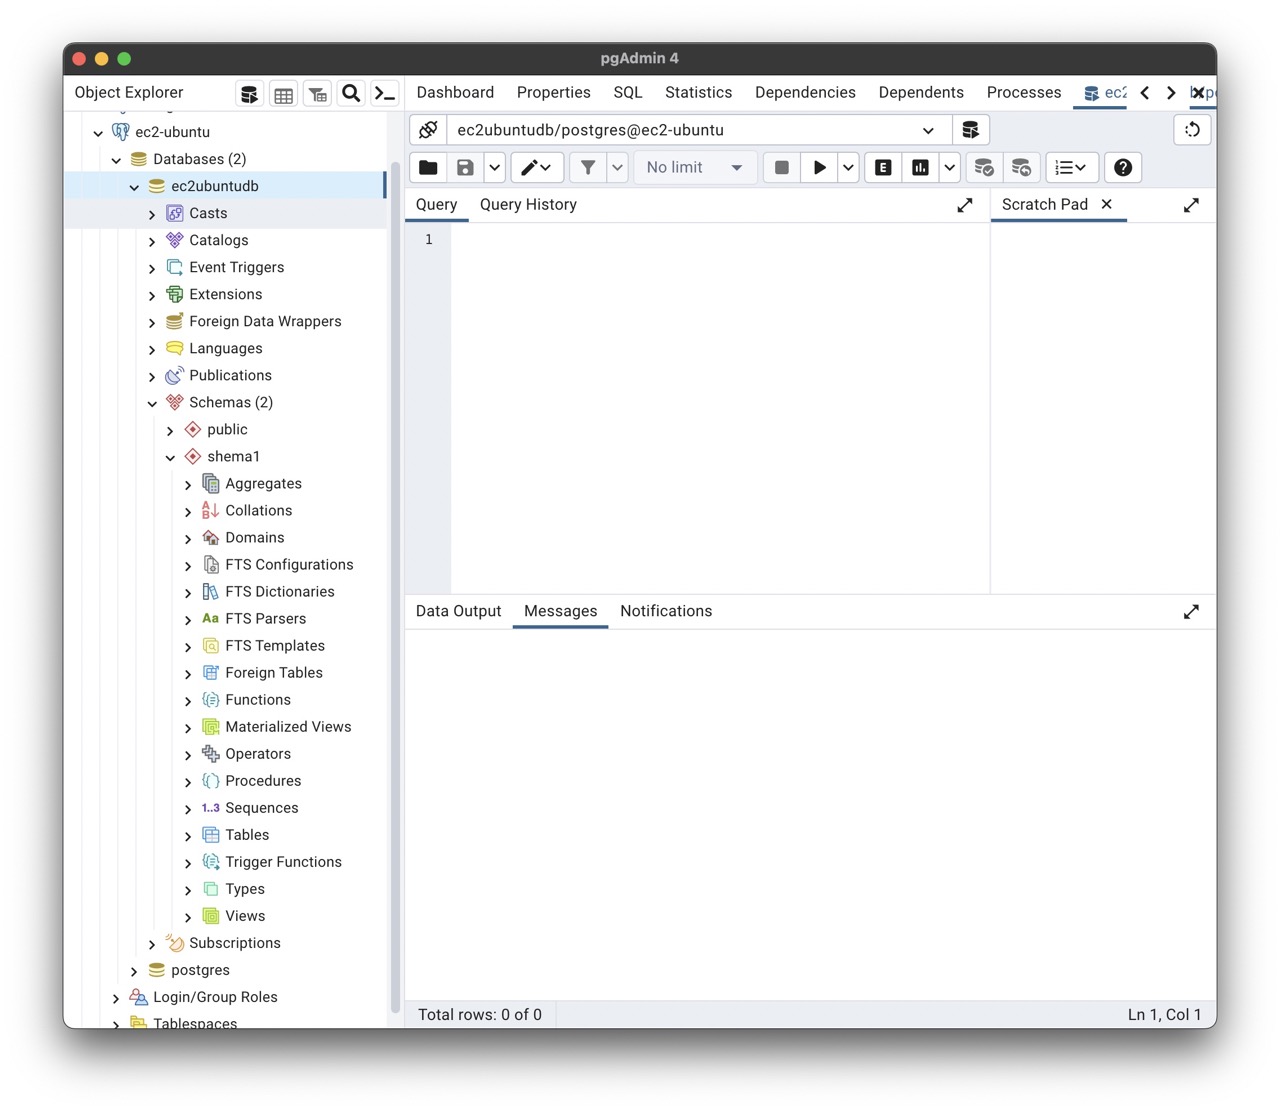 pgAdmin 4
Object Explorer
Dashboard Properties SQL Statistics Dependencies Dependents Processes ec2
ec2-ubuntu
Databases (2)
ec2ubuntudb
Casts
Catalogs
Event Triggers
Extensions
Foreign Data Wrappers
Languages
Publications
Schemas (2)
public
shema1
Aggregates
Collations
Domains
FTS Configurations
FTS Dictionaries
Aa FTS Parsers
FTS Templates
Foreign Tables
Functions
Materialized Views
Operators
Procedures
1..3 Sequences
Tables
Trigger Functions
Types
Views
Subscriptions
postgres
Login/Group Roles
Tablespaces
ec2ubuntudb/postgres@ec2-ubuntu
No limit
E
Query Query History
Scratch Pad
1
Data Output Messages Notifications
Total rows: 0 of 0
Ln 1, Col 1